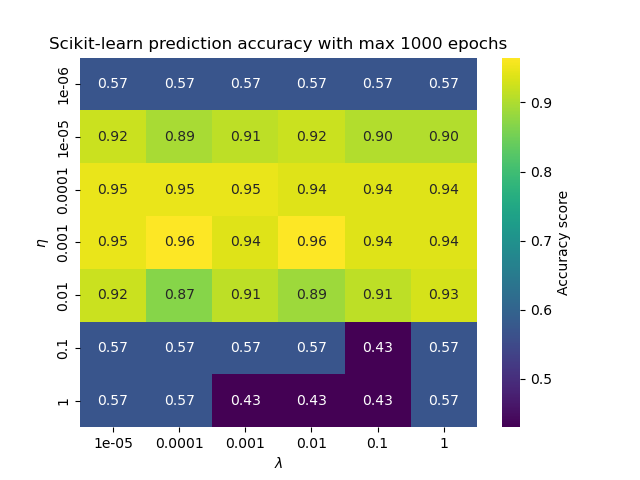 Scikit-learn prediction accuracy with max 1000 epochs
1e-06 0.57 0.57 0.57 0.57 0.57 0.57
1e-05 0.92 0.89 0.91 0.92 0.90 0.90
0.0001 0.95 0.95 0.95 0.94 0.94 0.94
0.001 0.95 0.96 0.94 0.96 0.94 0.94
0.01 0.92 0.87 0.91 0.89 0.91 0.93
0.1 0.57 0.57 0.57 0.57 0.43 0.57
1 0.57 0.57 0.43 0.43 0.43 0.57
1e-05 0.0001 0.001 0.01 0.1 1
λ
η
0.9
0.8
0.7
0.6
0.5
Accuracy score